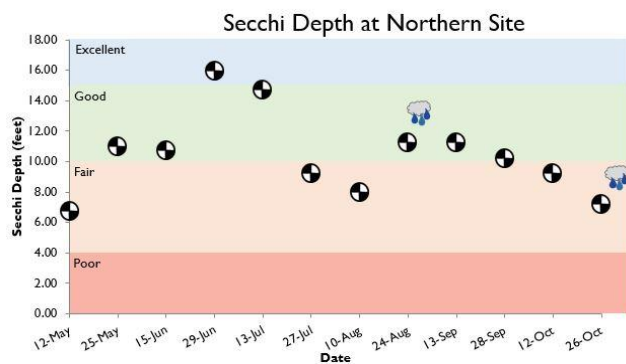 Secchi Depth at Northern Site
18.00
16.00
14.00
12.00
10.00
8.00
6.00
4.00
2.00
0.00
Secchi Depth (feet)
Excellent
Good
Fair
Poor
12-May
25-May
15-Jun
29-Jun
13-Jul
27-Jul
10-Aug
24-Aug
13-Sep
28-Sep
12-Oct
26-Oct
Date